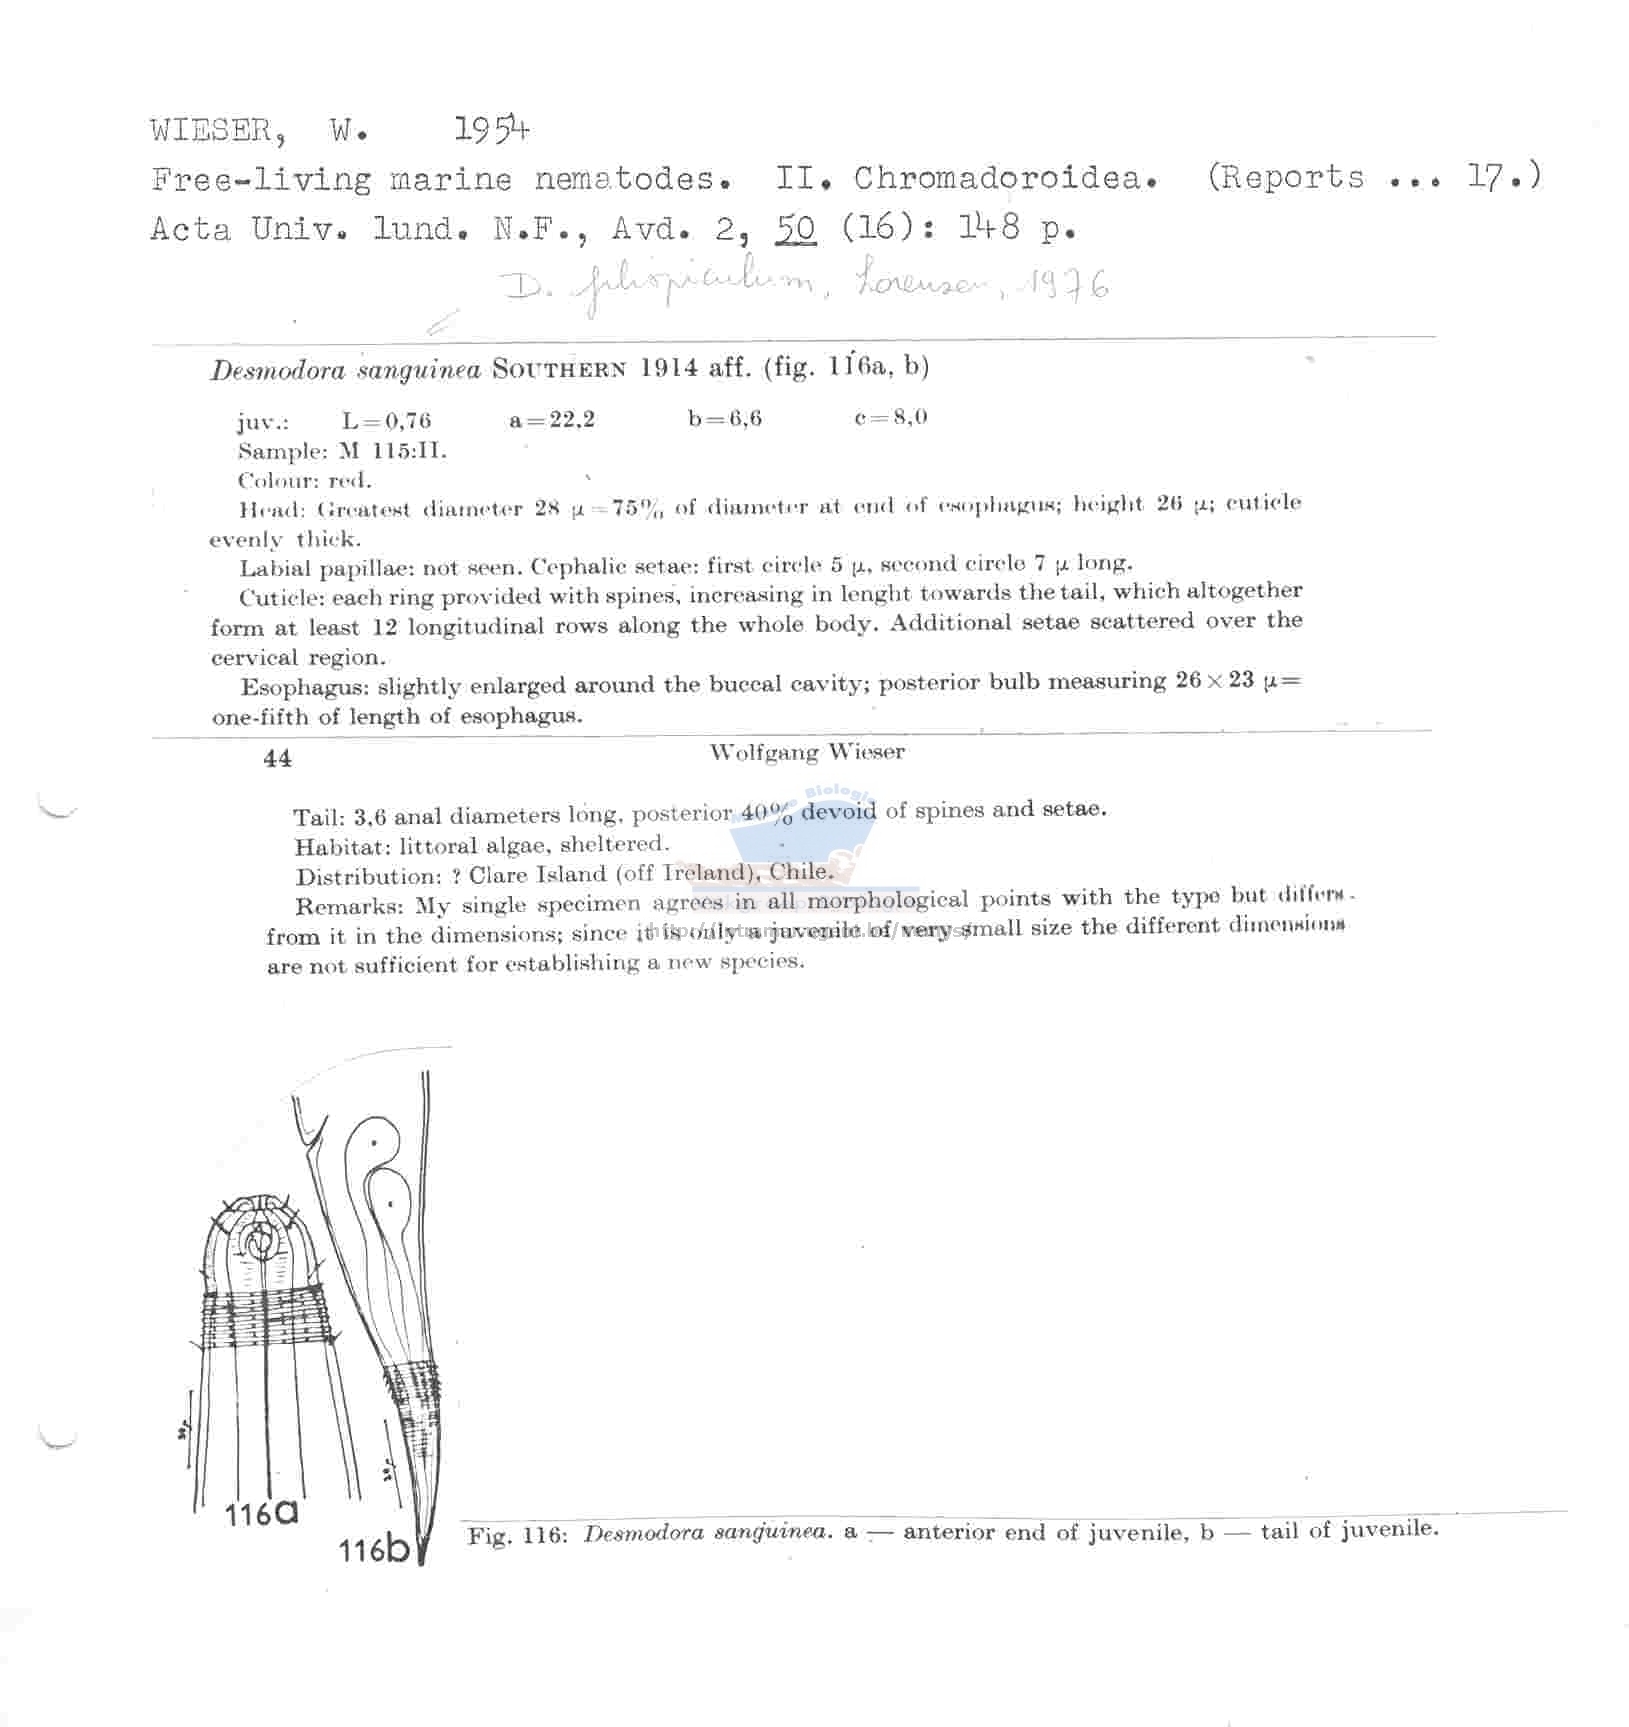 WIESER, W. 1954
Free-living marine nematodes. II. Chromadoroidea. (Reports ... 17.)
Acta Univ. lund. N.F., Avd. 2, 50 (16): 148 p.
D. Lorenzen, 1976
Desmodora sanguinea SOUTHERN 1914 aff. (fig. 116a, b)
juv.: L=0,76 a=22,2 b=6,6 c=8,0
Sample: M 115:II.
Colour: red.
Head: Greatest diameter 28 μ=75% of diameter at end of esophagus; height 26 μ; cuticle
evenly thick.
Labial papillae: not seen. Cephalic setae: first circle 5 μ, second circle 7 μ long.
Cuticle: each ring provided with spines, increasing in lenght towards the tail, which altogether
form at least 12 longitudinal rows along the whole body. Additional setae scattered over the
cervical region.
Esophagus: slightly enlarged around the buccal cavity; posterior bulb measuring 26×23 μ=
one-fifth of length of esophagus.
44 Wolfgang Wieser
Tail: 3,6 anal diameters long, posterior 40% devoid of spines and setae.
Habitat: littoral algae, sheltered.
Distribution: ? Clare Island (off Ireland), Chile.
Remarks: My single specimen agrees in all morphological points with the type but differs
from it in the dimensions; since it is only a juvenile of very small size the different dimensions
are not sufficient for establishing a new species.
116a
116b
Fig. 116: Desmodora sanguinea. a — anterior end of juvenile, b — tail of juvenile.